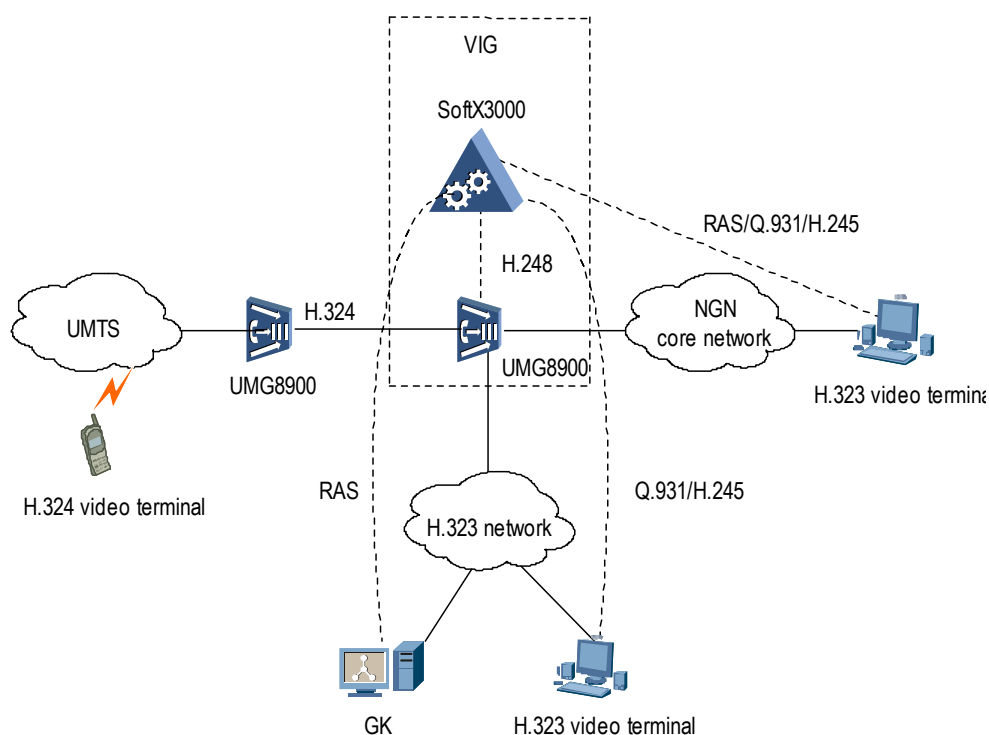 VIG
SoftX3000
RAS/Q.931/H.245
H.248
H.324
UMTS
NGN
core network
UMG8900
UMG8900
H.323 video termina
H.324 video terminal
RAS
Q.931/H.245
H.323 network
GK
H.323 video terminal